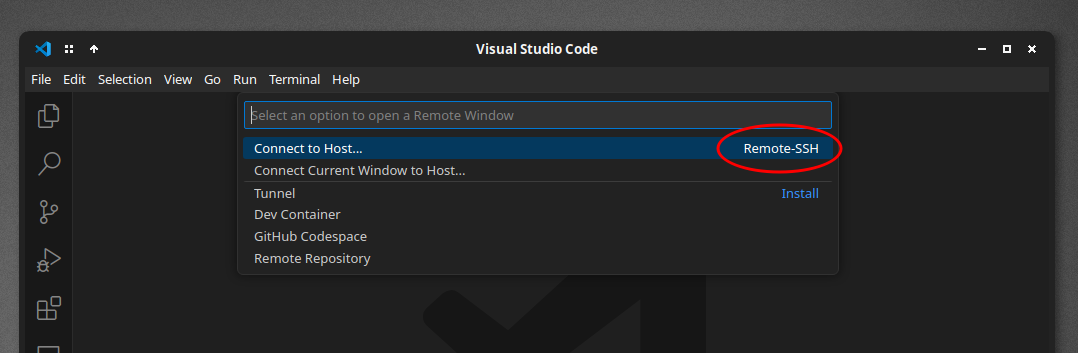 Visual Studio Code
File Edit Selection View Go Run Terminal Help
Select an option to open a Remote Window
Connect to Host... Remote-SSH
Connect Current Window to Host...
Tunnel Install
Dev Container
GitHub Codespace
Remote Repository